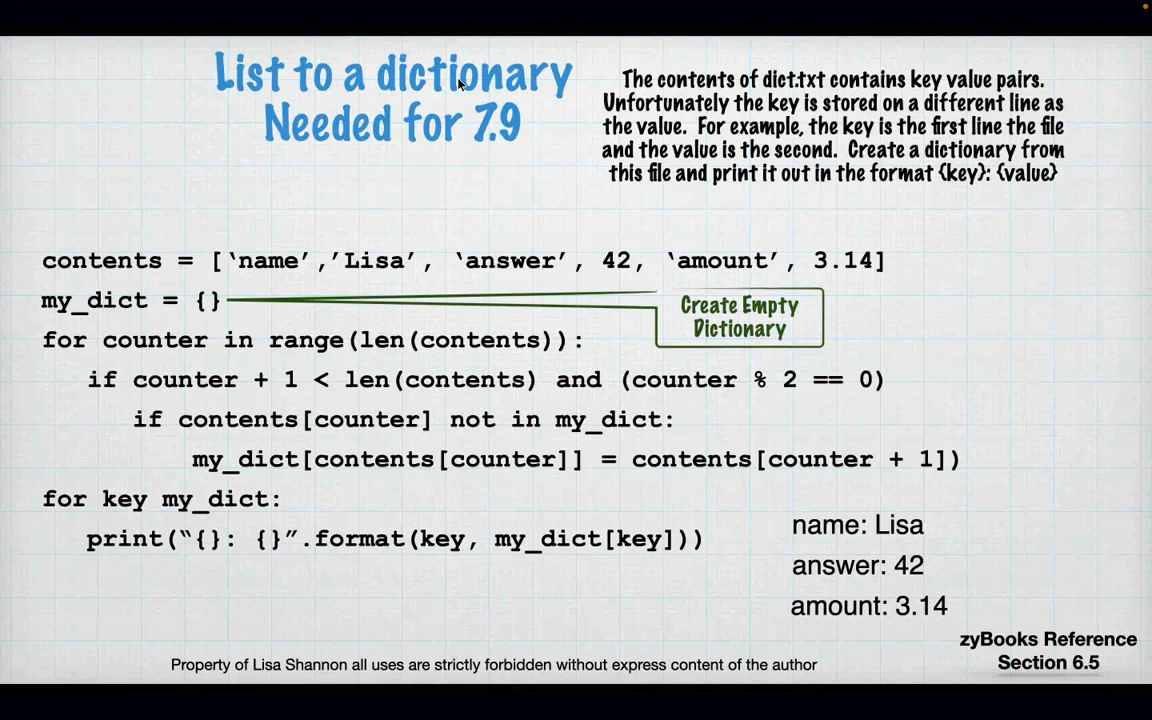 List to a dictionary
Needed for 7.9
The contents of dict.txt contains key value pairs.
Unfortunately the key is stored on a different line as
the value. For example, the key is the first line the file
and the value is the second. Create a dictionary from
this file and print it out in the format {key}: {value}
contents = [‘name’,’Lisa’, ‘answer’, 42, ‘amount’, 3.14]
my_dict = {}
Create Empty
Dictionary
for counter in range(len(contents)):
if counter + 1 < len(contents) and (counter % 2 == 0)
if contents[counter] not in my_dict:
my_dict[contents[counter]] = contents[counter + 1])
for key my_dict:
print(“{}: {}”.format(key, my_dict[key]))
name: Lisa
answer: 42
amount: 3.14
zyBooks Reference
Section 6.5
Property of Lisa Shannon all uses are strictly forbidden without express content of the author